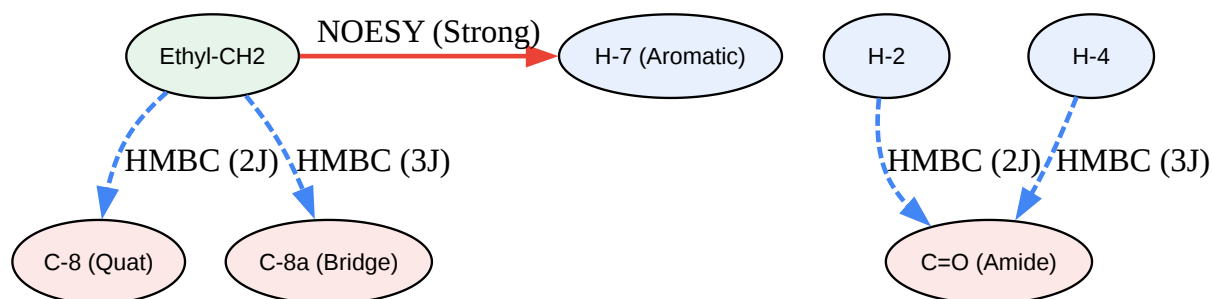 NOESY (Strong)
Ethyl-CH2
H-7 (Aromatic)
H-2
H-4
HMBC (2J)
HMBC (3J)
HMBC (2J)
HMBC (3J)
C-8 (Quat)
C-8a (Bridge)
C=O (Amide)